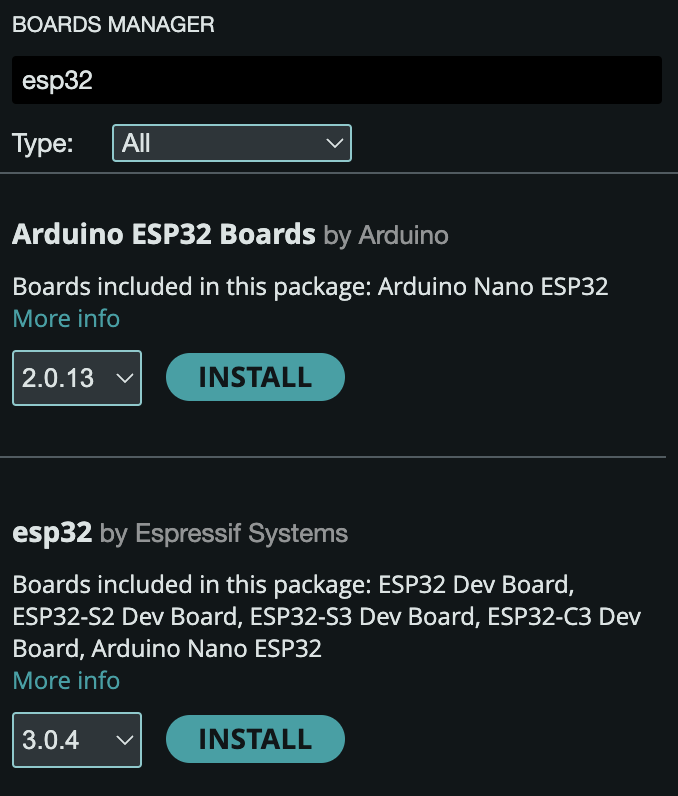 BOARDS MANAGER
esp32
Type: All
Arduino ESP32 Boards by Arduino
Boards included in this package: Arduino Nano ESP32
More info
2.0.13 INSTALL
esp32 by Espressif Systems
Boards included in this package: ESP32 Dev Board,
ESP32-S2 Dev Board, ESP32-S3 Dev Board, ESP32-C3 Dev
Board, Arduino Nano ESP32
More info
3.0.4 INSTALL